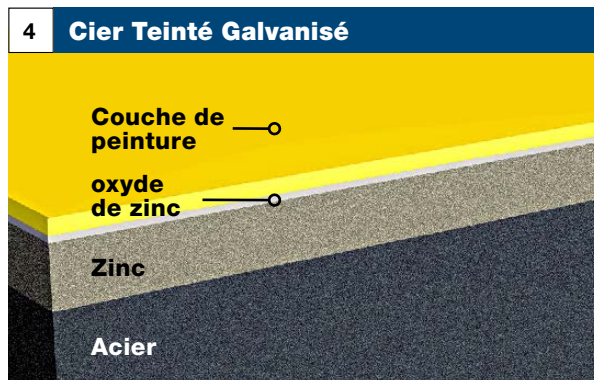 4 Cier Teinté Galvanisé
Couche de
peinture
oxyde
de zinc
Zinc
Acier